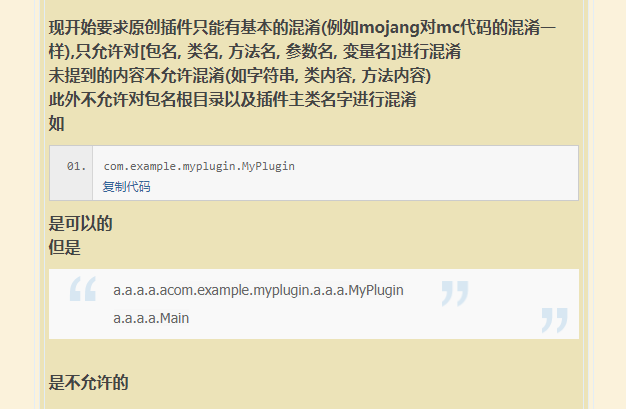 现开始要求原创插件只能有基本的混淆(例如mojang对mc代码的混淆一
样),只允许对[包名, 类名, 方法名, 参数名, 变量名]进行混淆
未提到的内容不允许混淆(如字符串, 类内容, 方法内容)
此外不允许对包名根目录以及插件主类名字进行混淆
如
01. com.example.myplugin.MyPlugin
复制代码
是可以的
但是
a.a.a.a.acom.example.myplugin.a.a.a.MyPlugin
a.a.a.a.Main
是不允许的